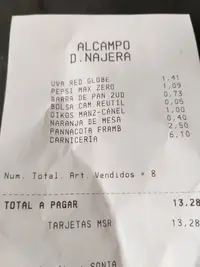 ALCAMPO
D.NAJERA
UVA RED GLOBE 1,41
PEPSI MAX ZERO 1,09
BARRA DE PAN 2UD 0,73
BOLSA CAM.REUTIL 0,05
OIKOS MANZ-CANEL 1,00
NARANJA DE MESA 0,40
PANNACOTA FRAMB 2,50
CARNICERIA 6,10
Num. Total. Art. Vendidos = 8
TOTAL A PAGAR 13,28
TARJETAS MSR 13,28
SONIA